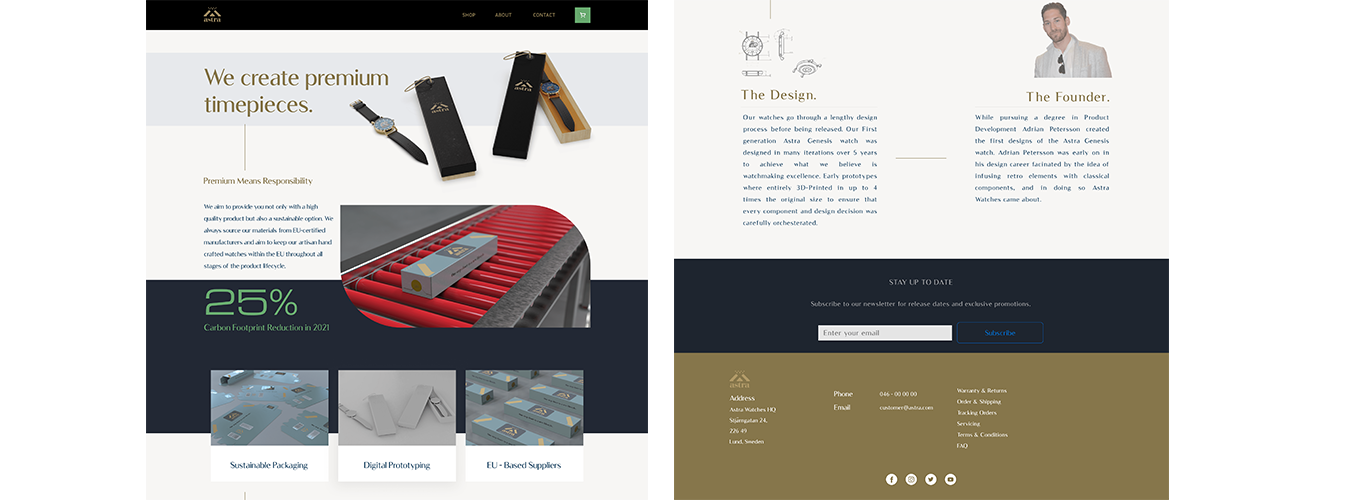 astra
SHOP ABOUT CONTACT
We create premium
timepieces.
astra
astra
Premium Means Responsibility
We aim to provide you not only with a high
quality product but also a sustainable option. We
always source our materials from EU-certified
manufacturers and aim to keep our artisan hand
crafted watches within the EU throughout all
stages of the product lifecycle.
25%
Carbon Footprint Reduction in 2021
Sustainable Packaging
Digital Prototyping
EU - Based Suppliers
The Design.
Our watches go through a lengthy design
process before being released. Our First
generation Astra Genesis watch was
designed in many iterations over 5 years
to achieve what we believe is
watchmaking excellence. Early prototypes
where entirely 3D-Printed in up to 4
times the original size to ensure that
every component and design decision was
carefully orchesterated.
The Founder.
While pursuing a degree in Product
Development Adrian Petersson created
the first designs of the Astra Genesis
watch. Adrian Petersson was early on in
his design career facinated by the idea of
infusing retro elements with classical
components, and in doing so Astra
Watches came about.
STAY UP TO DATE
Subscribe to our newsletter for release dates and exclusive promotions.
Enter your email
Subscribe
astra
Address
Astra Watches HQ
Stjärngatan 24,
226 49
Lund, Sweden
Phone 046 - 00 00 00
Email customer@astra.com
Warranty & Returns
Order & Shipping
Tracking Orders
Servicing
Terms & Conditions
FAQ